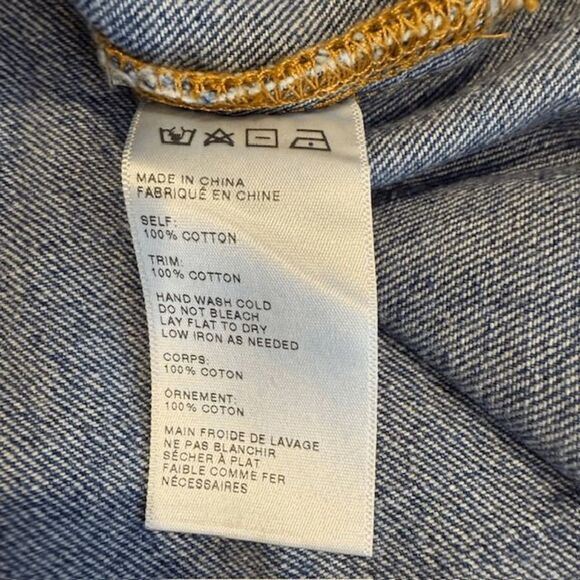 MADE IN CHINA
FABRIQUÉ EN CHINE
SELF:
100% COTTON
TRIM:
100% COTTON
HAND WASH COLD
DO NOT BLEACH
LAY FLAT TO DRY
LOW IRON AS NEEDED
CORPS:
100% COTON
ORNEMENT:
100% COTON
MAIN FROIDE DE LAVAGE
NE PAS BLANCHIR
SÉCHER À PLAT
FAIBLE COMME FER
NÉCESSAIRES